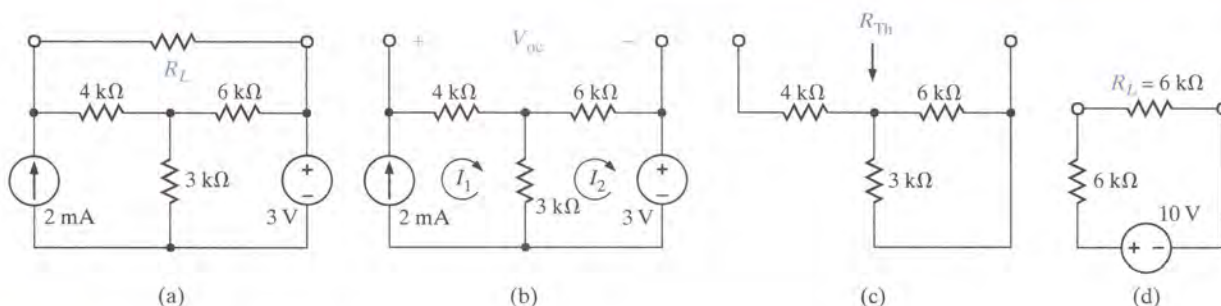 R_L
4 kΩ 6 kΩ
3 kΩ
2 mA
+
−
3 V
(a)
+ V_oc −
4 kΩ 6 kΩ
I_1
I_2
3 kΩ
2 mA
+
−
3 V
(b)
R_Th
4 kΩ 6 kΩ
3 kΩ
(c)
R_L = 6 kΩ
6 kΩ
10 V
+ −
(d)